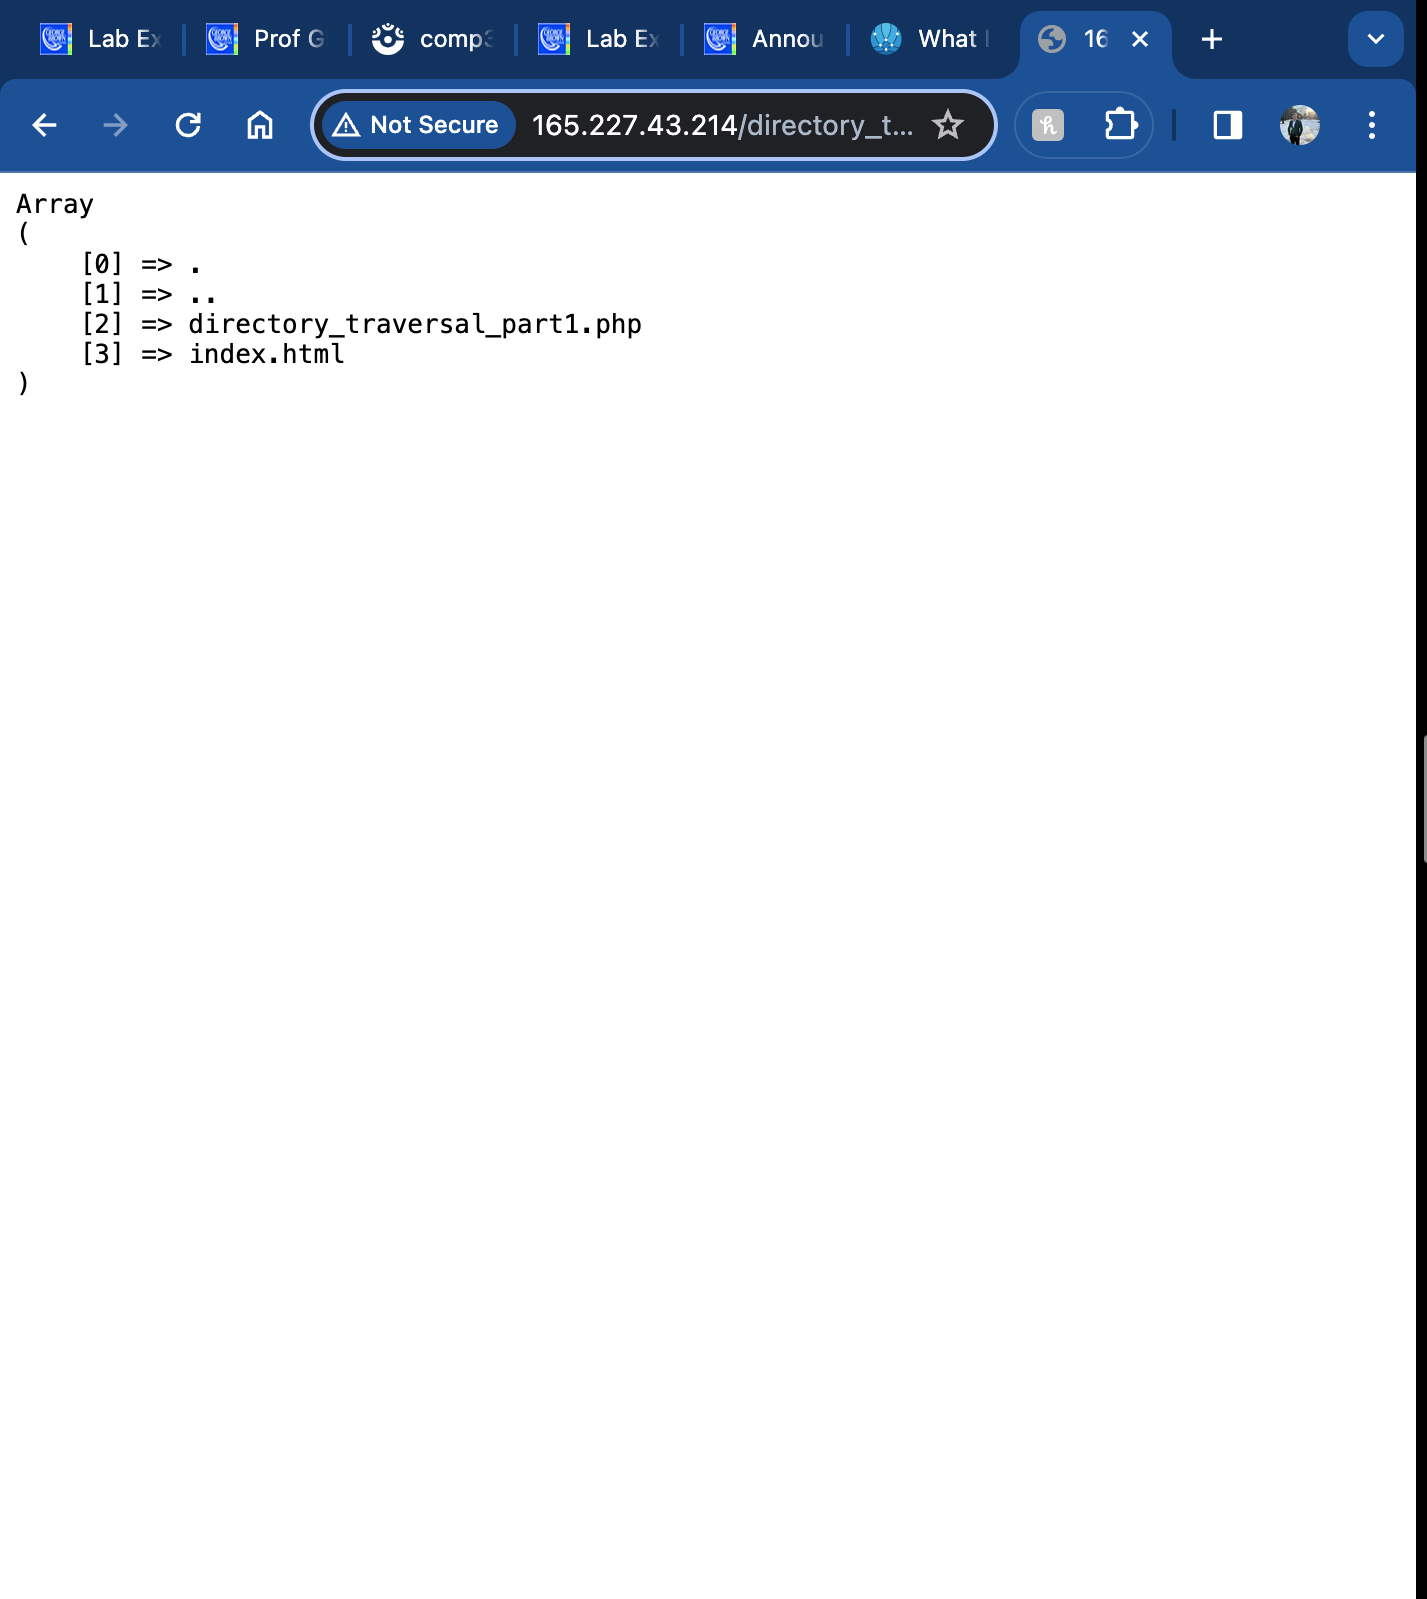 Lab Ex
Prof G
comp3
Lab Ex
Annou
What
16
Not Secure
165.227.43.214/directory_t...
Array
(
[0] => .
[1] => ..
[2] => directory_traversal_part1.php
[3] => index.html
)